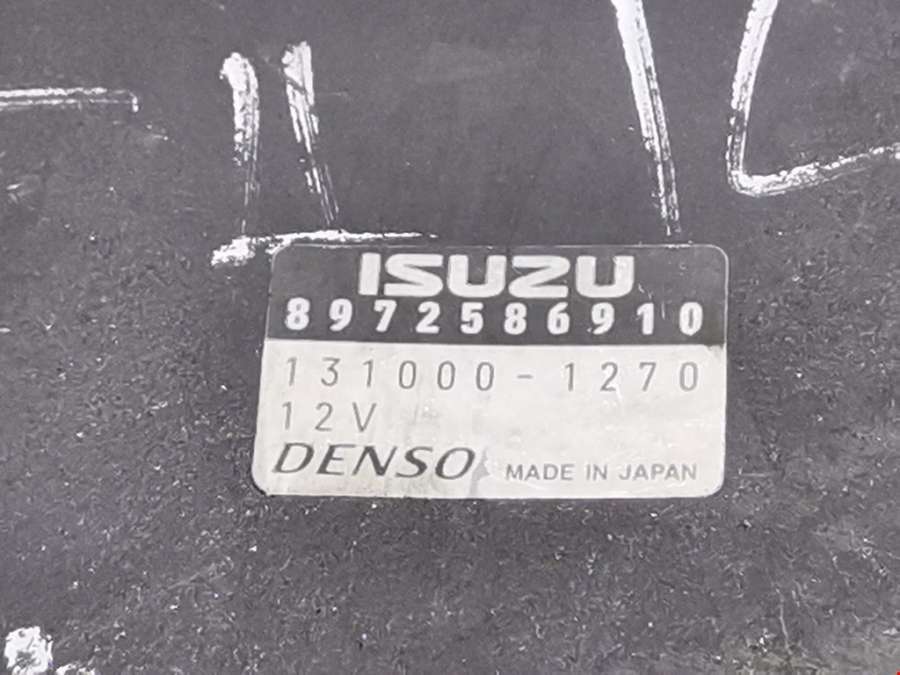 ISUZU
8972586910
131000-1270
12V
DENSO MADE IN JAPAN